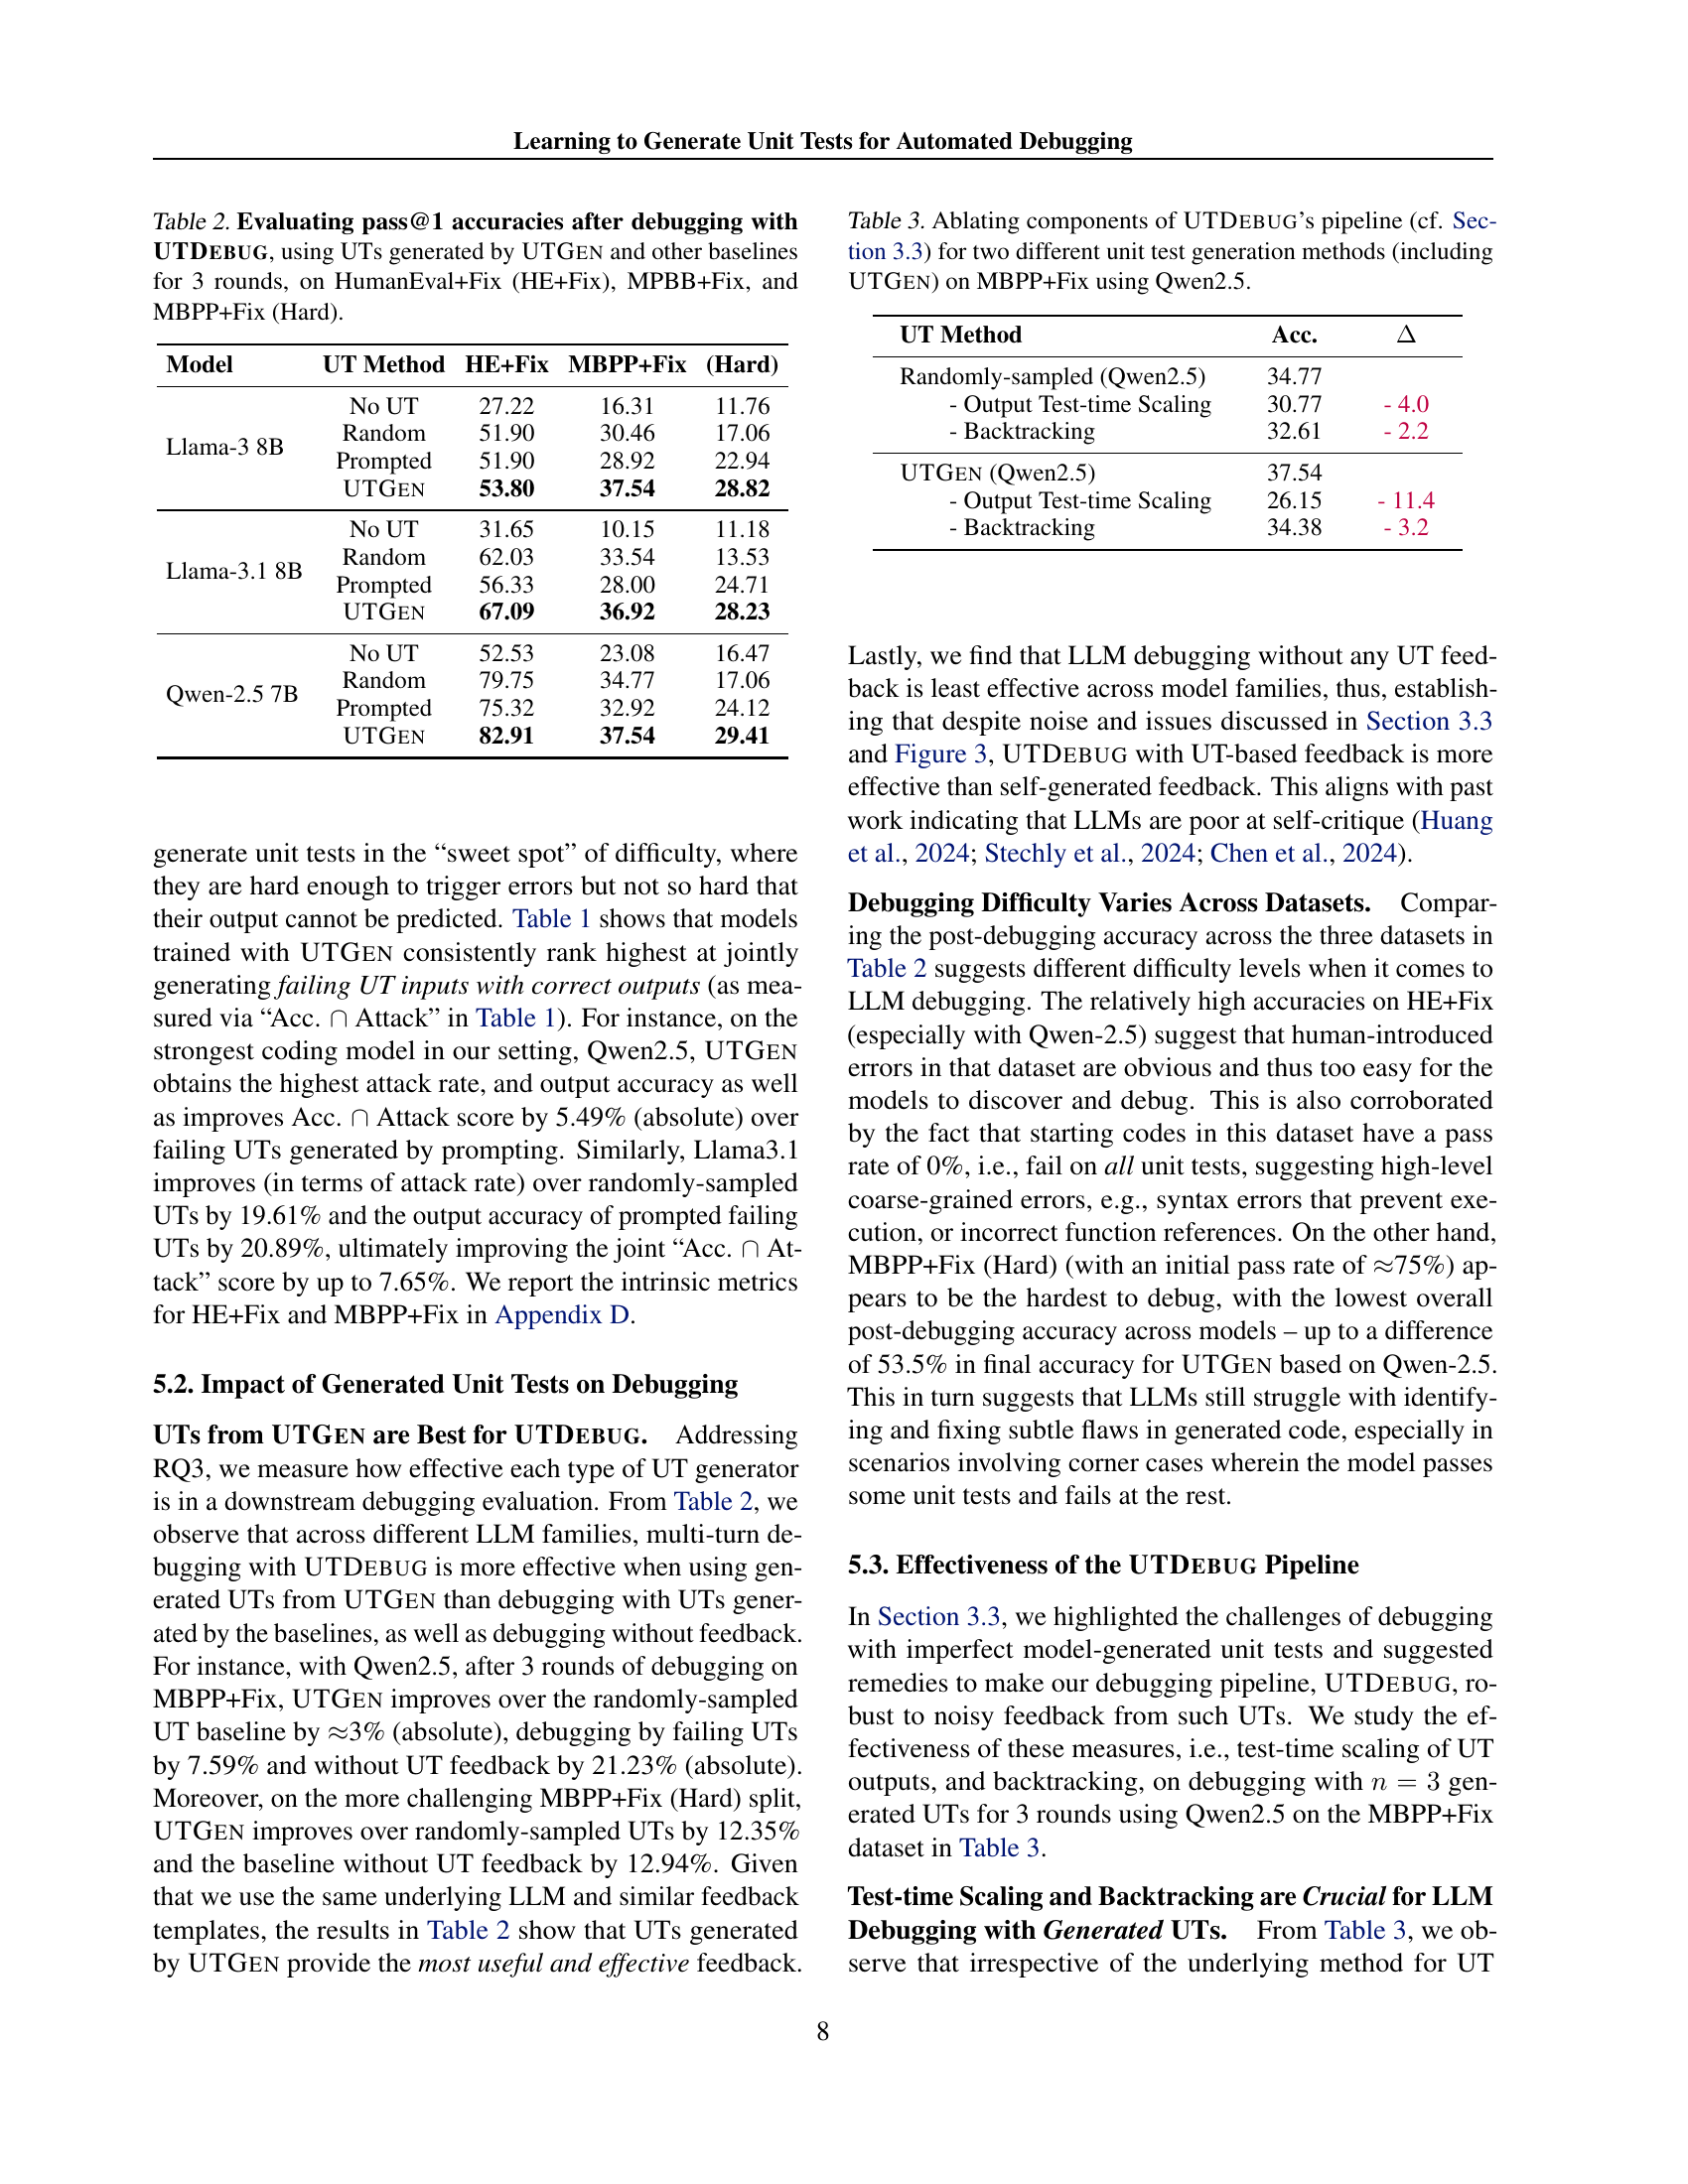 Learning to Generate Unit Tests for Automated Debugging
Table 2. Evaluating pass@1 accuracies after debugging with
UTDEBUG, using UTs generated by UTGEN and other baselines
for 3 rounds, on HumanEval+Fix (HE+Fix), MPBB+Fix, and
MBPP+Fix (Hard).
Model UT Method HE+Fix MBPP+Fix (Hard)
No UT 27.22 16.31 11.76
Random 51.90 30.46 17.06
Llama-3 8B
Prompted 51.90 28.92 22.94
UTGEN 53.80 37.54 28.82
No UT 31.65 10.15 11.18
Random 62.03 33.54 13.53
Llama-3.1 8B
Prompted 56.33 28.00 24.71
UTGEN 67.09 36.92 28.23
No UT 52.53 23.08 16.47
Random 79.75 34.77 17.06
Qwen-2.5 7B
Prompted 75.32 32.92 24.12
UTGEN 82.91 37.54 29.41
generate unit tests in the “sweet spot” of difficulty, where
they are hard enough to trigger errors but not so hard that
their output cannot be predicted. Table 1 shows that models
trained with UTGEN consistently rank highest at jointly
generating failing UT inputs with correct outputs (as mea-
sured via “Acc. ∩ Attack” in Table 1). For instance, on the
strongest coding model in our setting, Qwen2.5, UTGEN
obtains the highest attack rate, and output accuracy as well
as improves Acc. ∩ Attack score by 5.49% (absolute) over
failing UTs generated by prompting. Similarly, Llama3.1
improves (in terms of attack rate) over randomly-sampled
UTs by 19.61% and the output accuracy of prompted failing
UTs by 20.89%, ultimately improving the joint “Acc. ∩ At-
tack” score by up to 7.65%. We report the intrinsic metrics
for HE+Fix and MBPP+Fix in Appendix D.
5.2. Impact of Generated Unit Tests on Debugging
UTs from UTGEN are Best for UTDEBUG. Addressing
RQ3, we measure how effective each type of UT generator
is in a downstream debugging evaluation. From Table 2, we
observe that across different LLM families, multi-turn de-
bugging with UTDEBUG is more effective when using gen-
erated UTs from UTGEN than debugging with UTs gener-
ated by the baselines, as well as debugging without feedback.
For instance, with Qwen2.5, after 3 rounds of debugging on
MBPP+Fix, UTGEN improves over the randomly-sampled
UT baseline by ≈3% (absolute), debugging by failing UTs
by 7.59% and without UT feedback by 21.23% (absolute).
Moreover, on the more challenging MBPP+Fix (Hard) split,
UTGEN improves over randomly-sampled UTs by 12.35%
and the baseline without UT feedback by 12.94%. Given
that we use the same underlying LLM and similar feedback
templates, the results in Table 2 show that UTs generated
by UTGEN provide the most useful and effective feedback.
Table 3. Ablating components of UTDEBUG’s pipeline (cf. Sec-
tion 3.3) for two different unit test generation methods (including
UTGEN) on MBPP+Fix using Qwen2.5.
UT Method Acc. Δ
Randomly-sampled (Qwen2.5) 34.77
- Output Test-time Scaling 30.77 - 4.0
- Backtracking 32.61 - 2.2
UTGEN (Qwen2.5) 37.54
- Output Test-time Scaling 26.15 - 11.4
- Backtracking 34.38 - 3.2
Lastly, we find that LLM debugging without any UT feed-
back is least effective across model families, thus, establish-
ing that despite noise and issues discussed in Section 3.3
and Figure 3, UTDEBUG with UT-based feedback is more
effective than self-generated feedback. This aligns with past
work indicating that LLMs are poor at self-critique (Huang
et al., 2024; Stechly et al., 2024; Chen et al., 2024).
Debugging Difficulty Varies Across Datasets. Compar-
ing the post-debugging accuracy across the three datasets in
Table 2 suggests different difficulty levels when it comes to
LLM debugging. The relatively high accuracies on HE+Fix
(especially with Qwen-2.5) suggest that human-introduced
errors in that dataset are obvious and thus too easy for the
models to discover and debug. This is also corroborated
by the fact that starting codes in this dataset have a pass
rate of 0%, i.e., fail on all unit tests, suggesting high-level
coarse-grained errors, e.g., syntax errors that prevent exe-
cution, or incorrect function references. On the other hand,
MBPP+Fix (Hard) (with an initial pass rate of ≈75%) ap-
pears to be the hardest to debug, with the lowest overall
post-debugging accuracy across models – up to a difference
of 53.5% in final accuracy for UTGEN based on Qwen-2.5.
This in turn suggests that LLMs still struggle with identify-
ing and fixing subtle flaws in generated code, especially in
scenarios involving corner cases wherein the model passes
some unit tests and fails at the rest.
5.3. Effectiveness of the UTDEBUG Pipeline
In Section 3.3, we highlighted the challenges of debugging
with imperfect model-generated unit tests and suggested
remedies to make our debugging pipeline, UTDEBUG, ro-
bust to noisy feedback from such UTs. We study the ef-
fectiveness of these measures, i.e., test-time scaling of UT
outputs, and backtracking, on debugging with n = 3 gen-
erated UTs for 3 rounds using Qwen2.5 on the MBPP+Fix
dataset in Table 3.
Test-time Scaling and Backtracking are Crucial for LLM
Debugging with Generated UTs. From Table 3, we ob-
serve that irrespective of the underlying method for UT
8